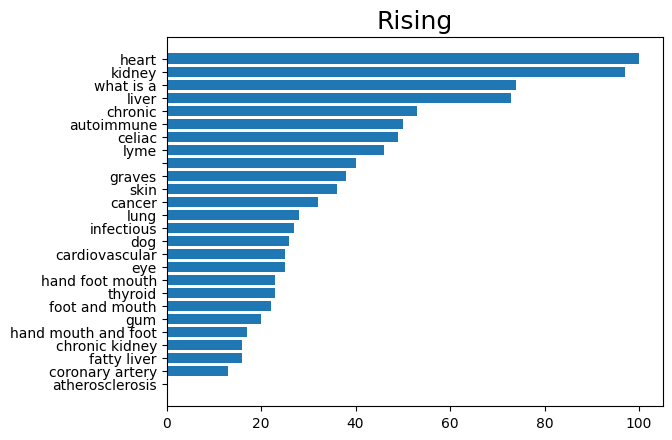 Rising
heart
kidney
what is a
liver
chronic
autoimmune
celiac
lyme
graves
skin
cancer
lung
infectious
dog
cardiovascular
eye
hand foot mouth
thyroid
foot and mouth
gum
hand mouth and foot
chronic kidney
fatty liver
coronary artery
atherosclerosis
0 20 40 60 80 100